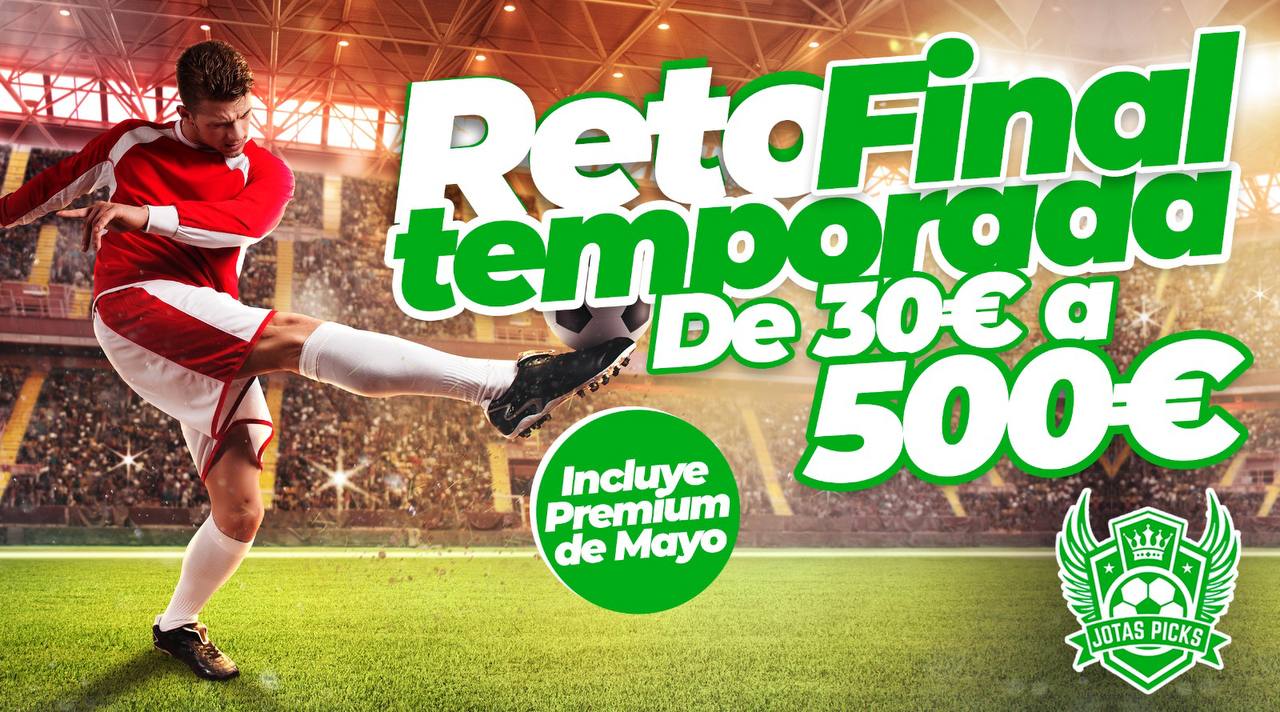 Reto Final
temporada
De 30€ a
500€
Incluye
Premium
de Mayo
JOTAS PICKS